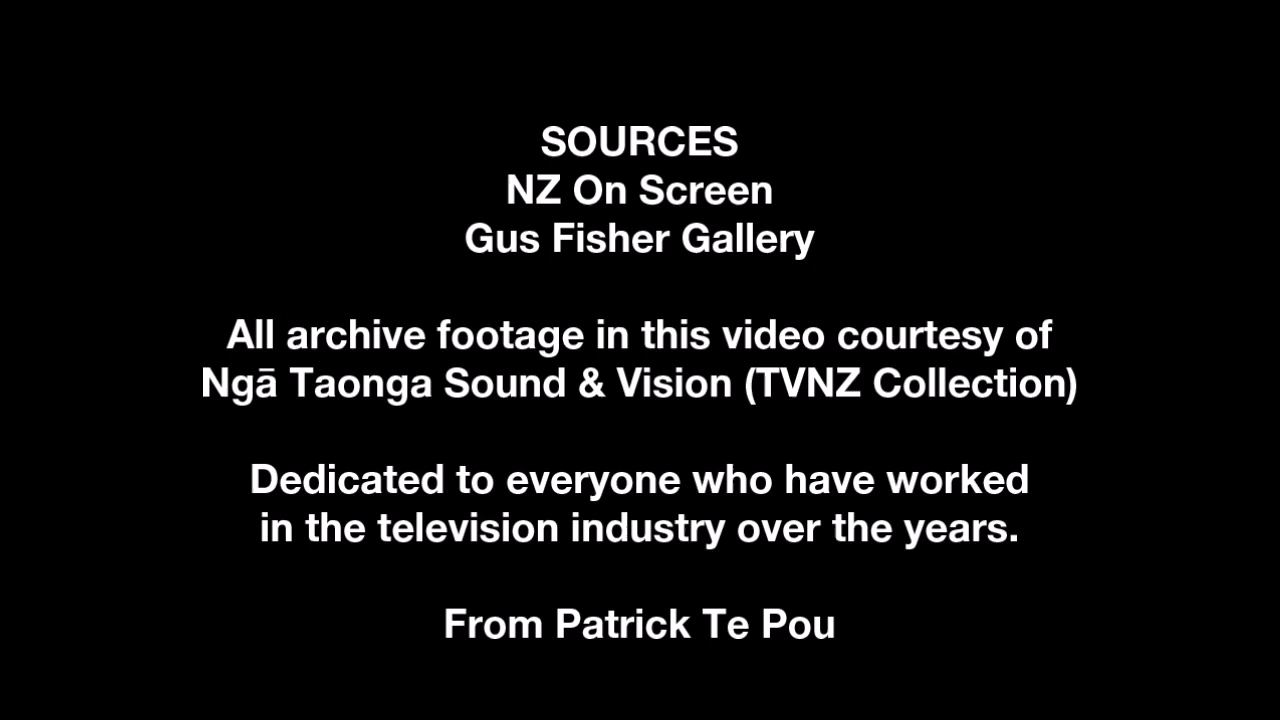 SOURCES
NZ On Screen
Gus Fisher Gallery
All archive footage in this video courtesy of
Ngā Taonga Sound & Vision (TVNZ Collection)
Dedicated to everyone who have worked
in the television industry over the years.
From Patrick Te Pou